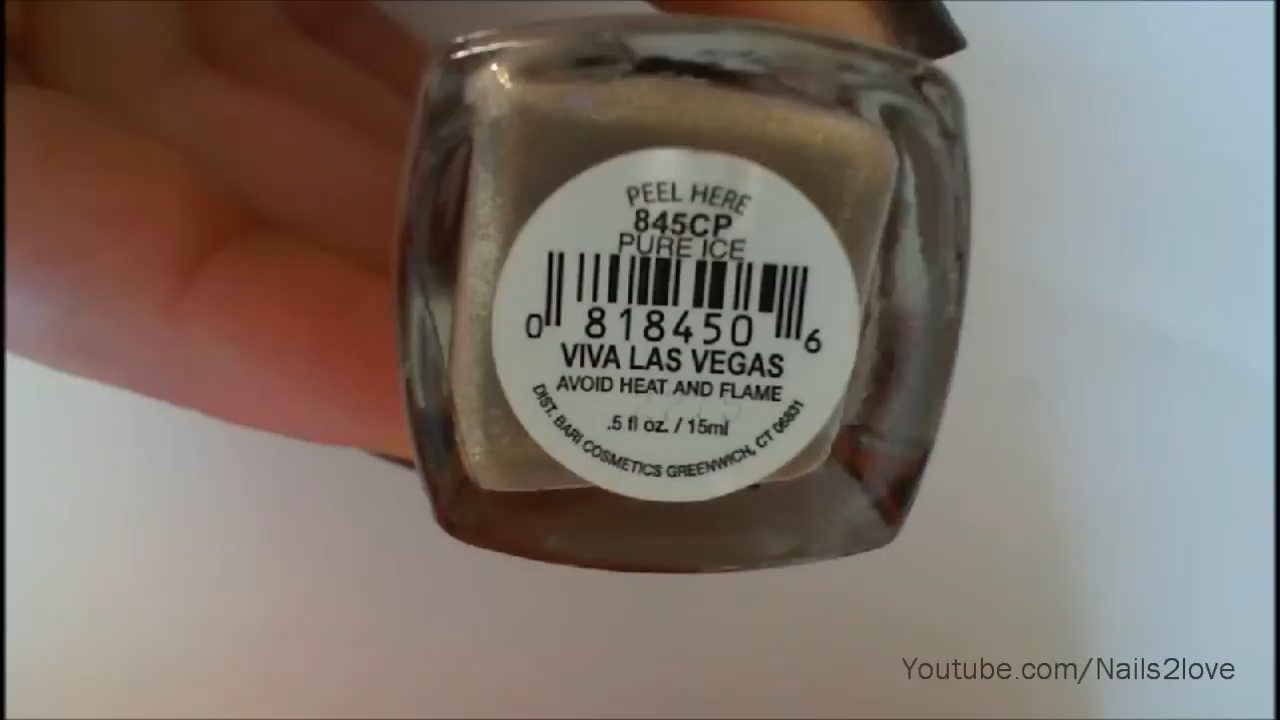 PEEL HERE
845CP
PURE ICE
0 818450 6
VIVA LAS VEGAS
AVOID HEAT AND FLAME
.5 fl oz. / 15ml
DIST. BARI COSMETICS GREENWICH, CT 06831
Youtube.com/Nails2love